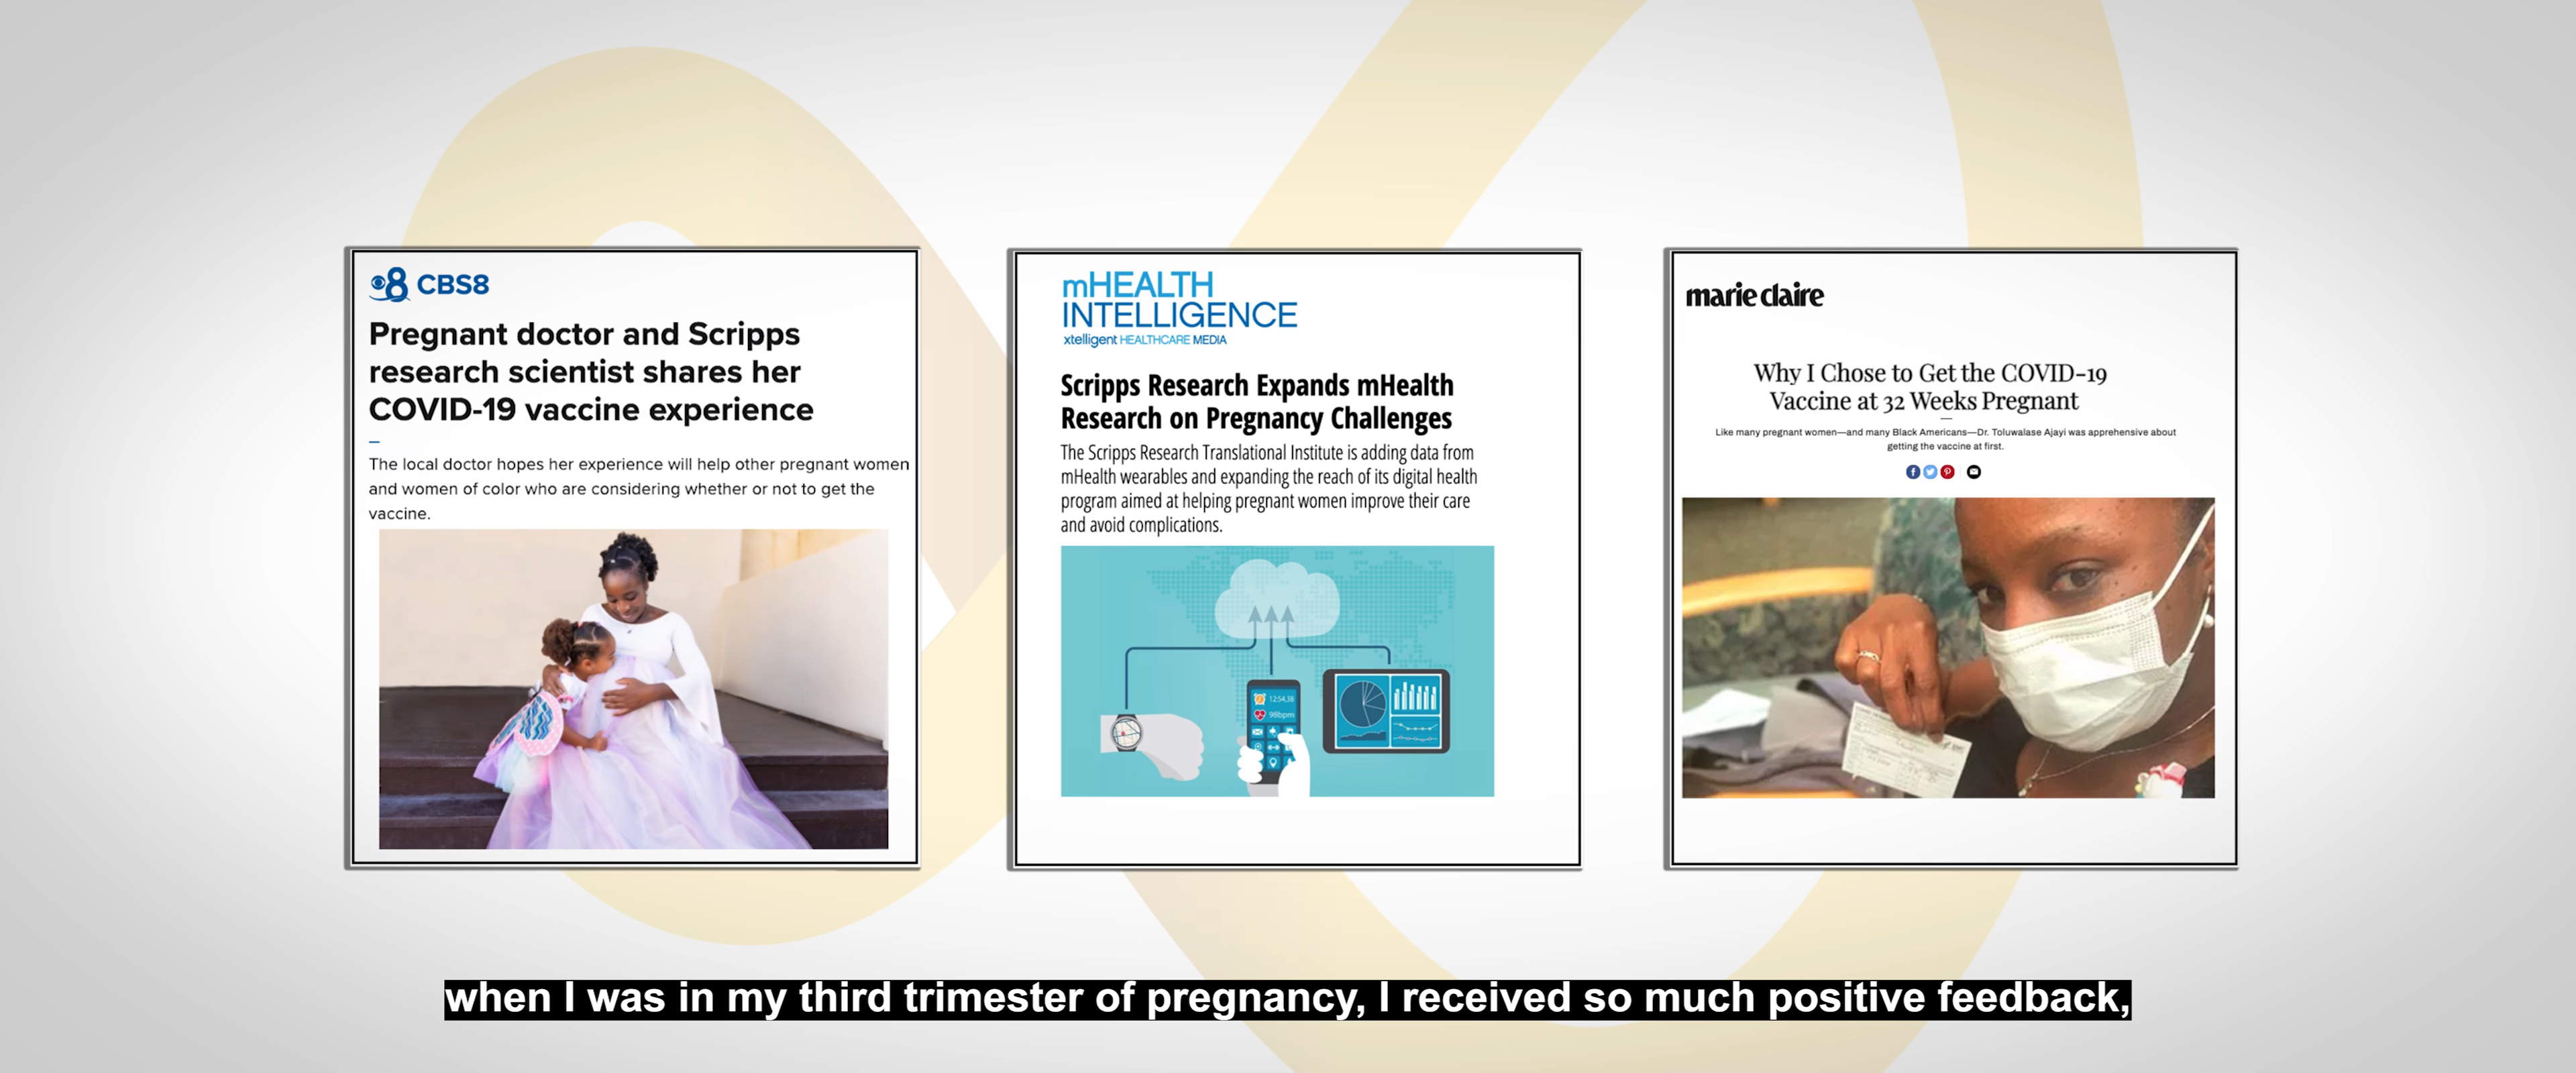 8 CBS8
Pregnant doctor and Scripps
research scientist shares her
COVID-19 vaccine experience
The local doctor hopes her experience will help other pregnant women
and women of color who are considering whether or not to get the
vaccine.
mHEALTH
INTELLIGENCE
xtelligent HEALTHCARE MEDIA
Scripps Research Expands mHealth
Research on Pregnancy Challenges
The Scripps Research Translational Institute is adding data from
mHealth wearables and expanding the reach of its digital health
program aimed at helping pregnant women improve their care
and avoid complications.
12:54,38
98bpm
marie claire
Why I Chose to Get the COVID-19
Vaccine at 32 Weeks Pregnant
Like many pregnant women—and many Black Americans—Dr. Toluwalase Ajayi was apprehensive about
getting the vaccine at first.
when I was in my third trimester of pregnancy, I received so much positive feedback,